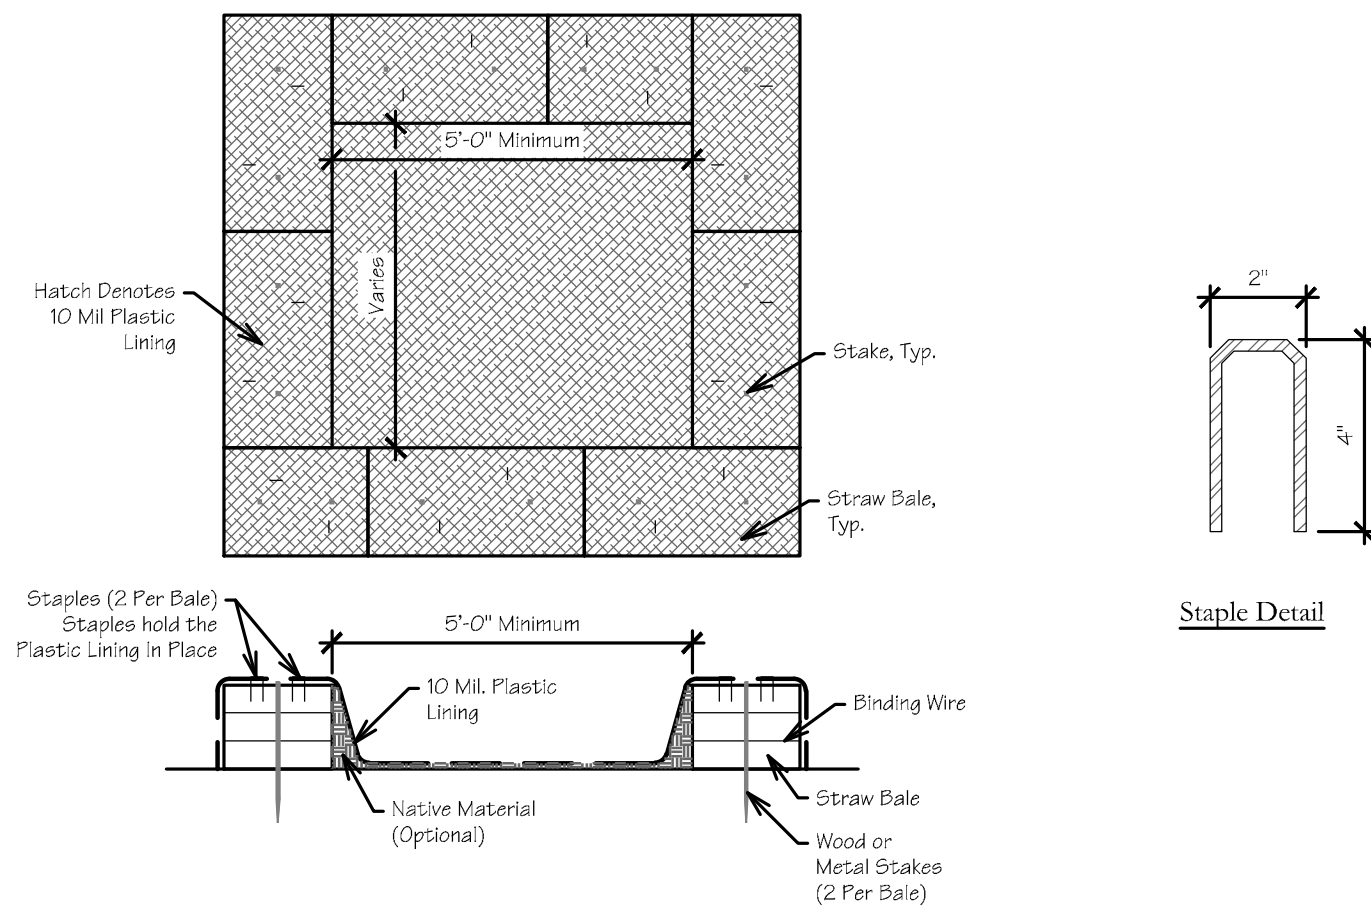 5'-0" Minimum
Varies
Hatch Denotes
10 Mil Plastic
Lining
Stake, Typ.
Straw Bale,
Typ.
2"
4"
Staple Detail
Staples (2 Per Bale)
Staples hold the
Plastic Lining In Place
5'-0" Minimum
10 Mil. Plastic
Lining
Binding Wire
Straw Bale
Native Material
(Optional)
Wood or
Metal Stakes
(2 Per Bale)